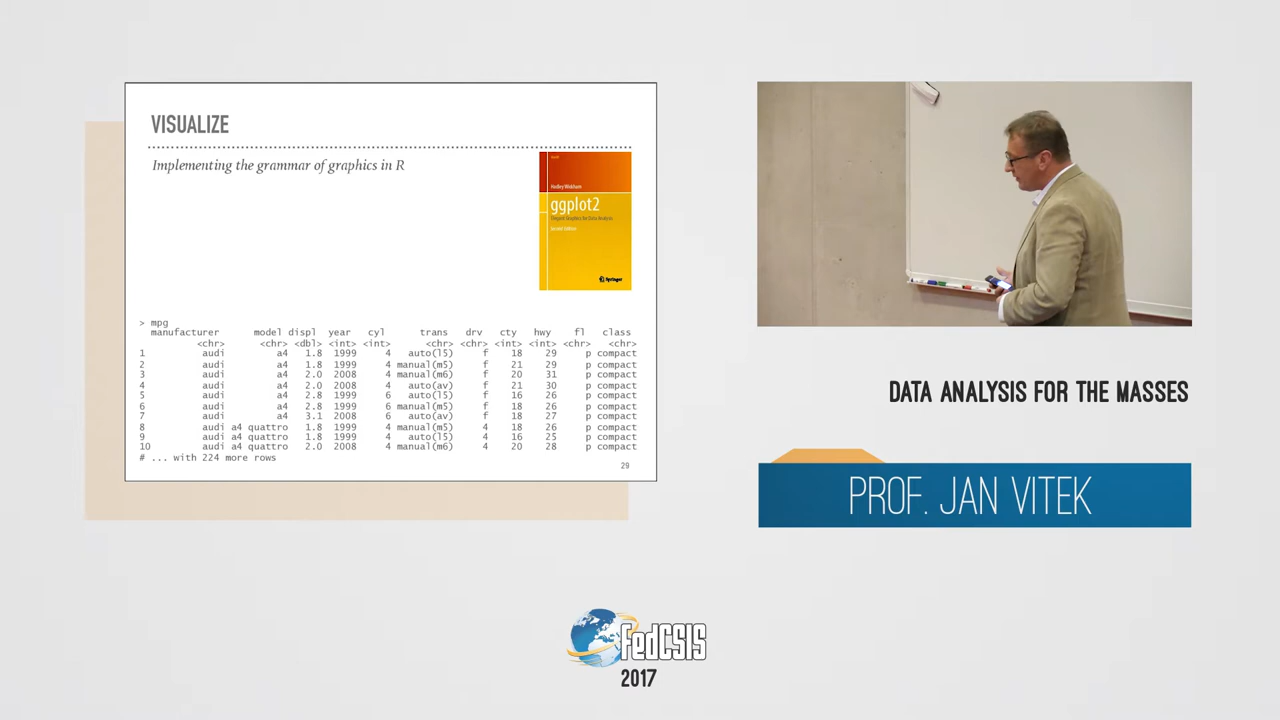 VISUALIZE
Implementing the grammar of graphics in R
Hadley Wickham
ggplot2
Elegant Graphics for Data Analysis
Second Edition
Springer
> mpg
manufacturer model displ year cyl trans drv cty hwy fl class
<chr> <chr> <dbl> <int> <int> <chr> <chr> <int> <int> <chr> <chr>
1 audi a4 1.8 1999 4 auto(l5) f 18 29 p compact
2 audi a4 1.8 1999 4 manual(m5) f 21 29 p compact
3 audi a4 2.0 2008 4 manual(m6) f 20 31 p compact
4 audi a4 2.0 2008 4 auto(av) f 21 30 p compact
5 audi a4 2.8 1999 6 auto(l5) f 16 26 p compact
6 audi a4 2.8 1999 6 manual(m5) f 18 26 p compact
7 audi a4 3.1 2008 6 auto(av) f 18 27 p compact
8 audi a4 quattro 1.8 1999 4 manual(m5) 4 18 26 p compact
9 audi a4 quattro 1.8 1999 4 auto(l5) 4 16 25 p compact
10 audi a4 quattro 2.0 2008 4 manual(m6) 4 20 28 p compact
# ... with 224 more rows
29
DATA ANALYSIS FOR THE MASSES
PROF. JAN VITEK
FedCSIS
2017